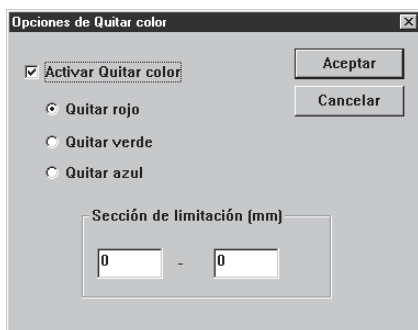 Opciones de Quitar color
Activar Quitar color
Aceptar
Cancelar
Quitar rojo
Quitar verde
Quitar azul
Sección de limitación (mm)
0 - 0